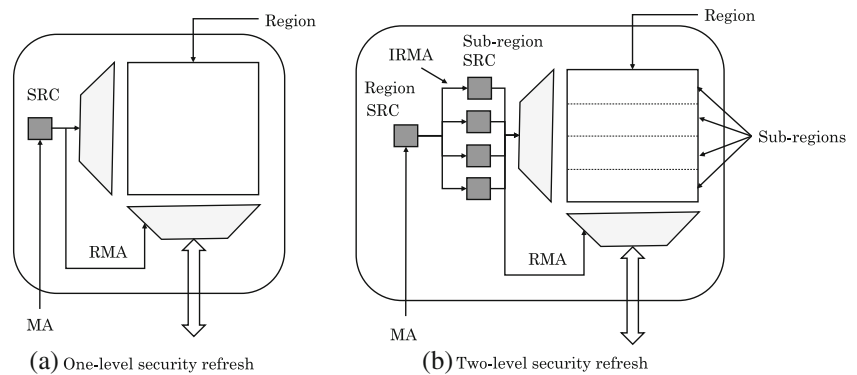 Region
SRC
RMA
MA
(a) One-level security refresh
Region
IRMA
Sub-region
SRC
Region
SRC
Sub-regions
RMA
MA
(b) Two-level security refresh